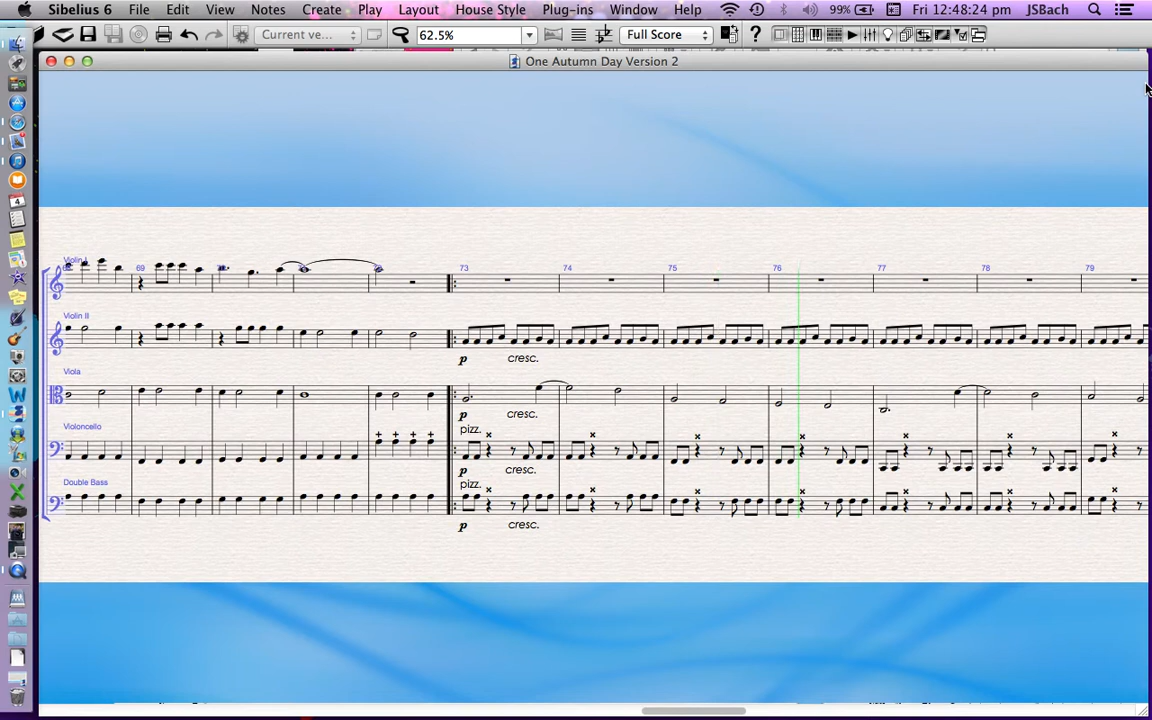 Sibelius 6 File Edit View Notes Create Play Layout House Style Plug-ins Window Help 99% Fri 12:48:24 pm JSBach
Current ve... 62.5% Full Score ?
One Autumn Day Version 2
Violin I
69 73 74 75 76 77 78 79
Violin II
p cresc.
Viola
p cresc.
pizz.
Violoncello
p cresc.
pizz.
Double Bass
p cresc.